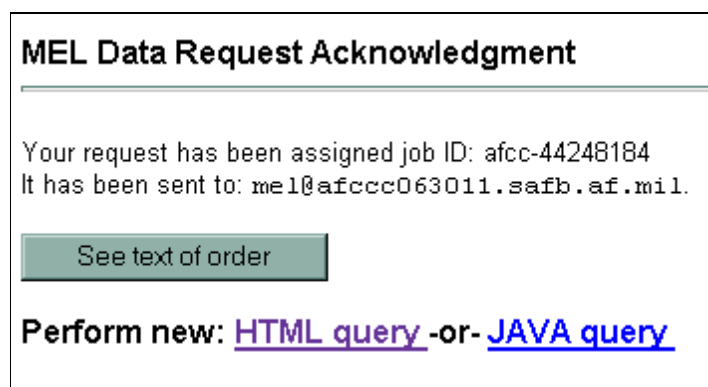 MEL Data Request Acknowledgment
Your request has been assigned job ID: afcc-44248184
It has been sent to: mel@afccc063011.safb.af.mil.
See text of order
Perform new: HTML query -or- JAVA query